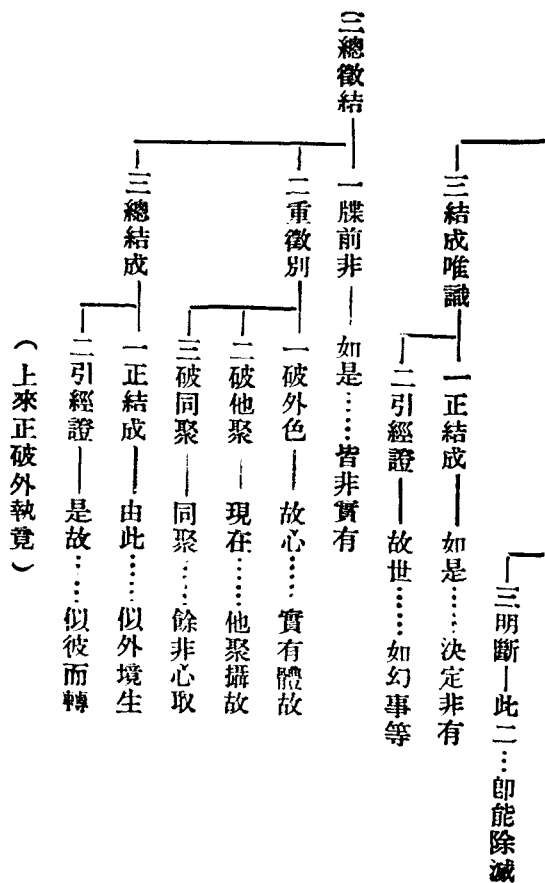 三明斷—此二…即能除滅
三結成唯識
一正結成——如是……決定非有
二引經證——故世……如幻事等
㈡總徵結
一牒前非——如是……皆非實有
二重徵別
一破外色——故心……實有體故
二破他聚——現在……他聚攝故
三破同聚——同聚……餘非心取
三總結成
一正結成——由此……似外境生
二引經證——是故……似彼而轉
（上來正破外執竟）